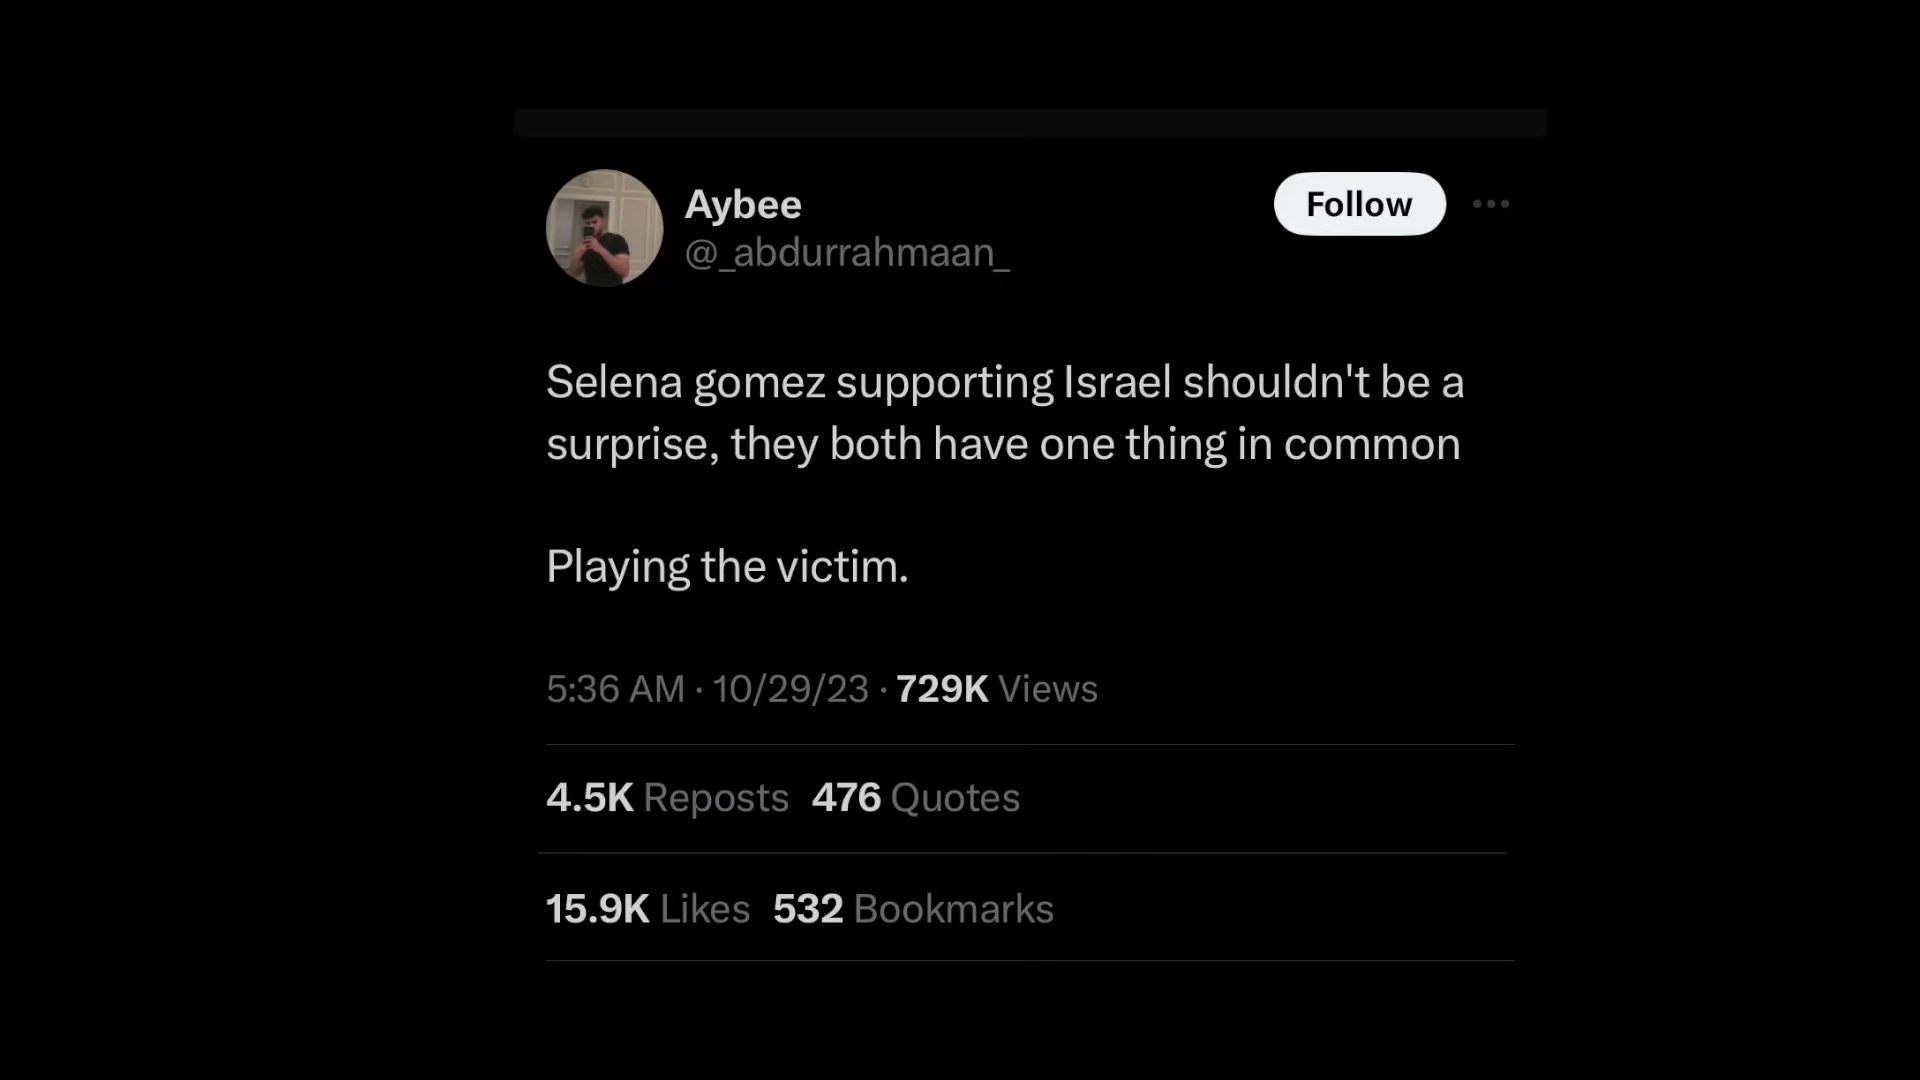 Aybee
Follow
@_abdurrahmaan_
Selena gomez supporting Israel shouldn't be a
surprise, they both have one thing in common
Playing the victim.
5:36 AM · 10/29/23 · 729K Views
4.5K Reposts 476 Quotes
15.9K Likes 532 Bookmarks